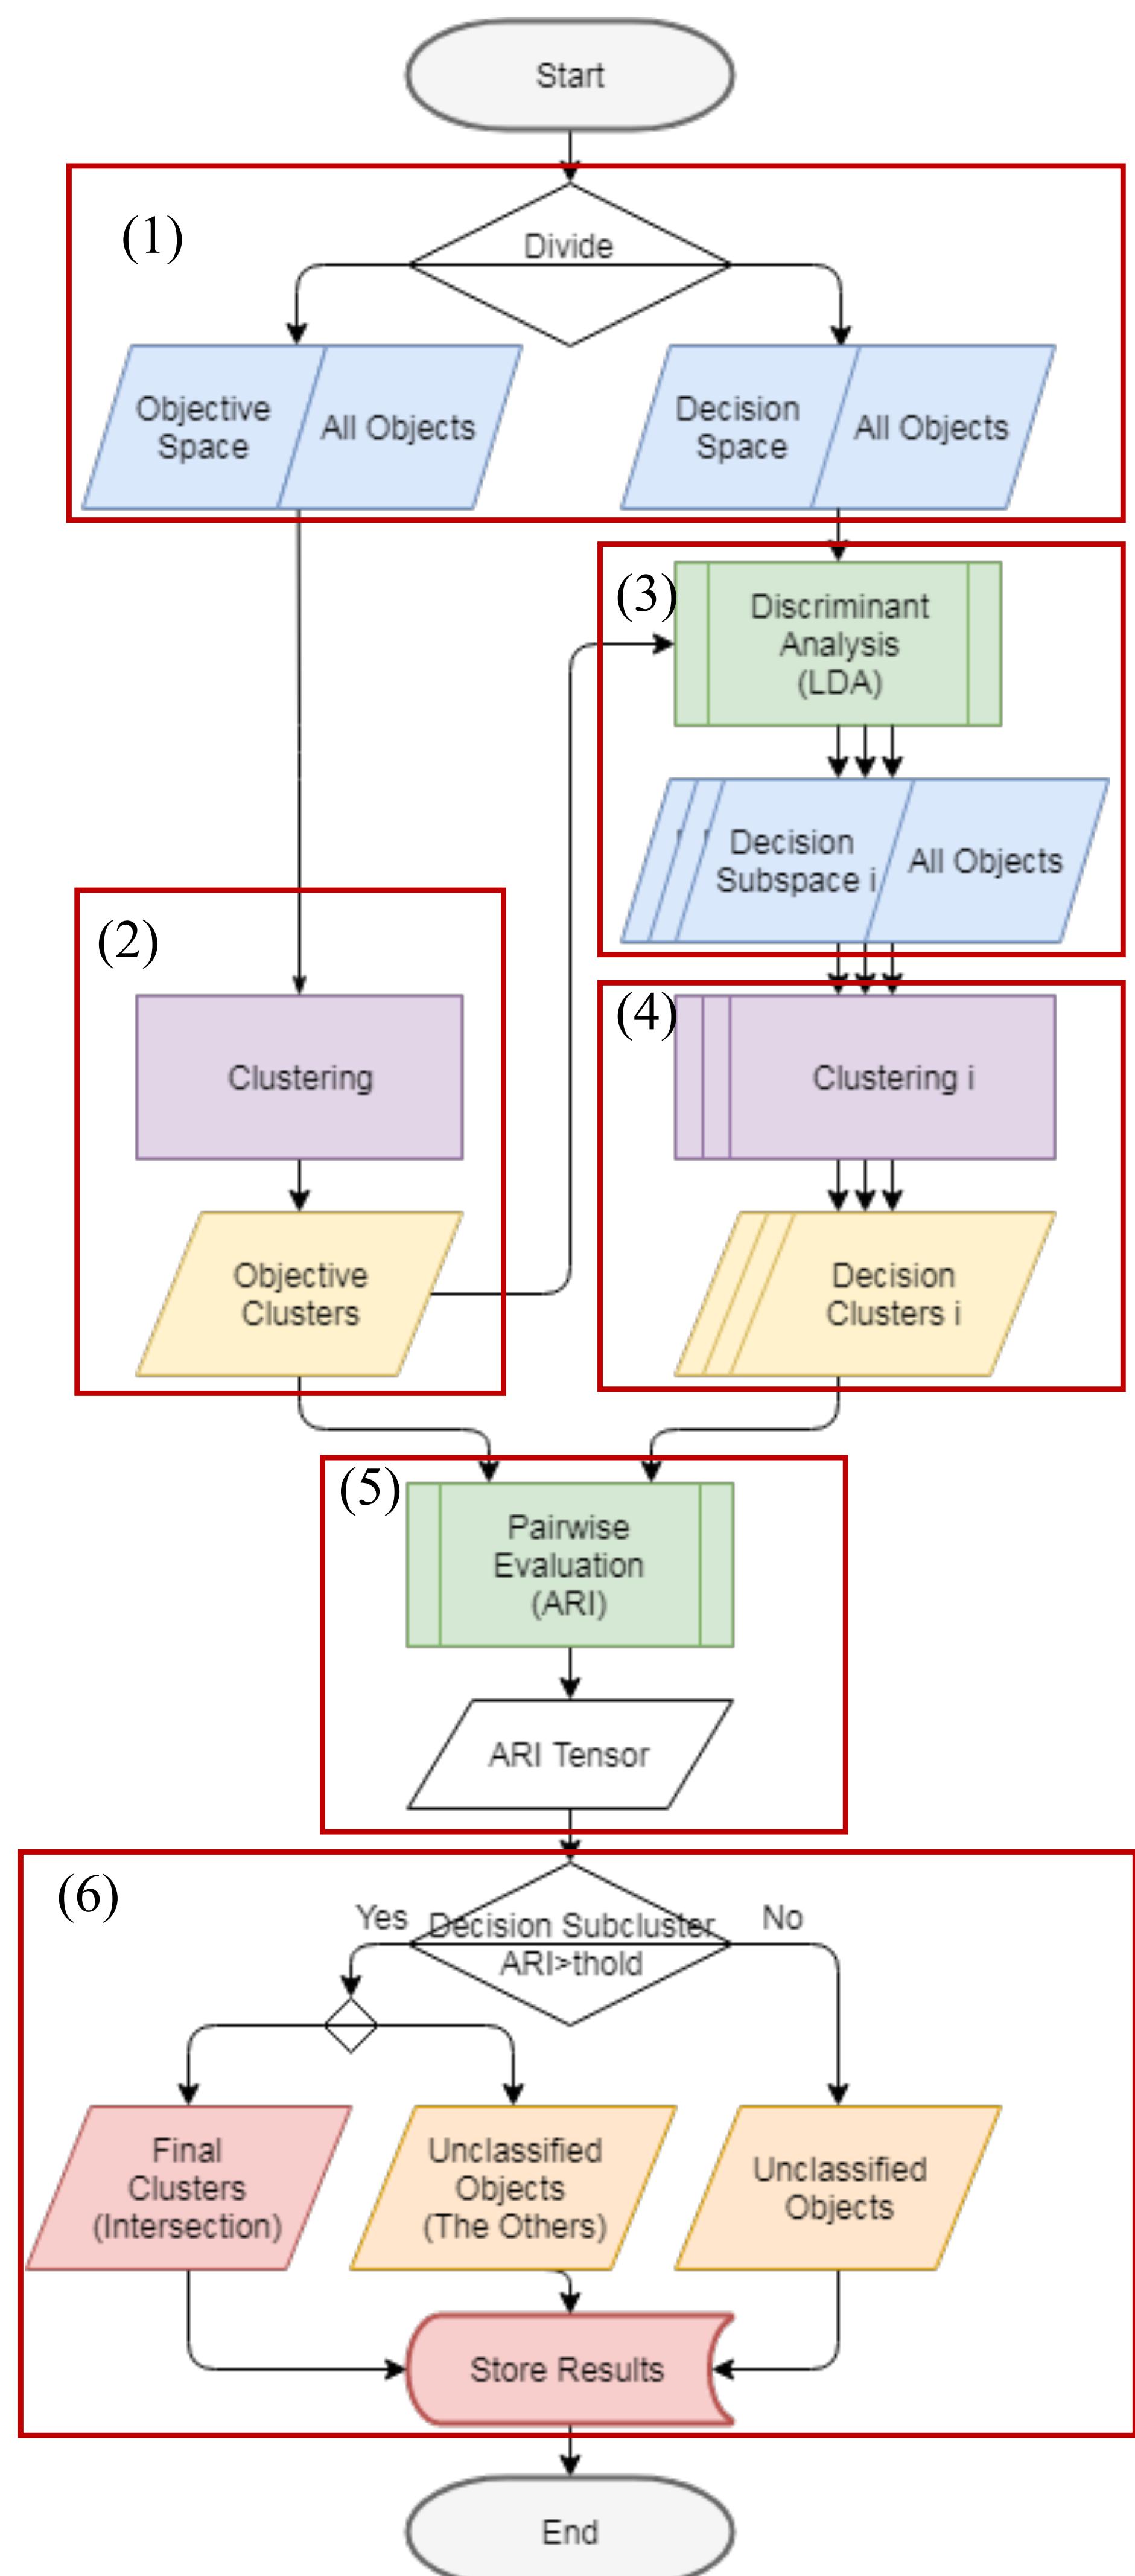 Start
(1)
Divide
Objective
Space
All Objects
Decision
Space
All Objects
(3)
Discriminant
Analysis
(LDA)
Decision
Subspace i
All Objects
(2)
Clustering
(4)
Clustering i
Objective
Clusters
Decision
Clusters i
(5)
Pairwise
Evaluation
(ARI)
ARI Tensor
(6)
Yes
Decision Subcluster
ARI>thold
No
Final
Clusters
(Intersection)
Unclassified
Objects
(The Others)
Unclassified
Objects
Store Results
End